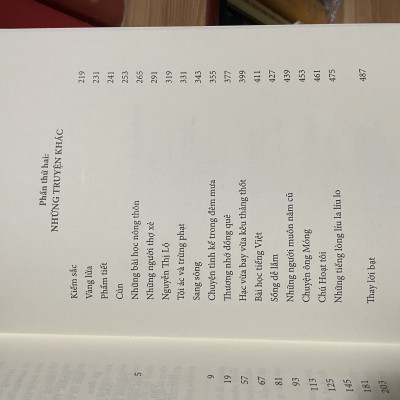 5
9
19
57
67
81
93
113
125
145
181
203
Phần thứ hai:
NHỮNG TRUYỆN KHÁC
Kiếm sắc 219
Vàng lửa 231
Phẩm tiết 241
Cún 253
Những bài học nông thôn 265
Những người thợ xẻ 291
Nguyễn Thị Lộ 319
Tội ác và trừng phạt 331
Sang sông 343
Chuyện tình kể trong đêm mưa 355
Thương nhớ đồng quê 377
Hạc vừa bay vừa kêu thảng thốt 399
Bài học tiếng Việt 411
Sống dễ lắm 427
Những người muôn năm cũ 439
Chuyện ông Móng 453
Chú Hoạt tôi 461
Những tiếng lòng líu la líu lo 475
Thay lời bạt 487